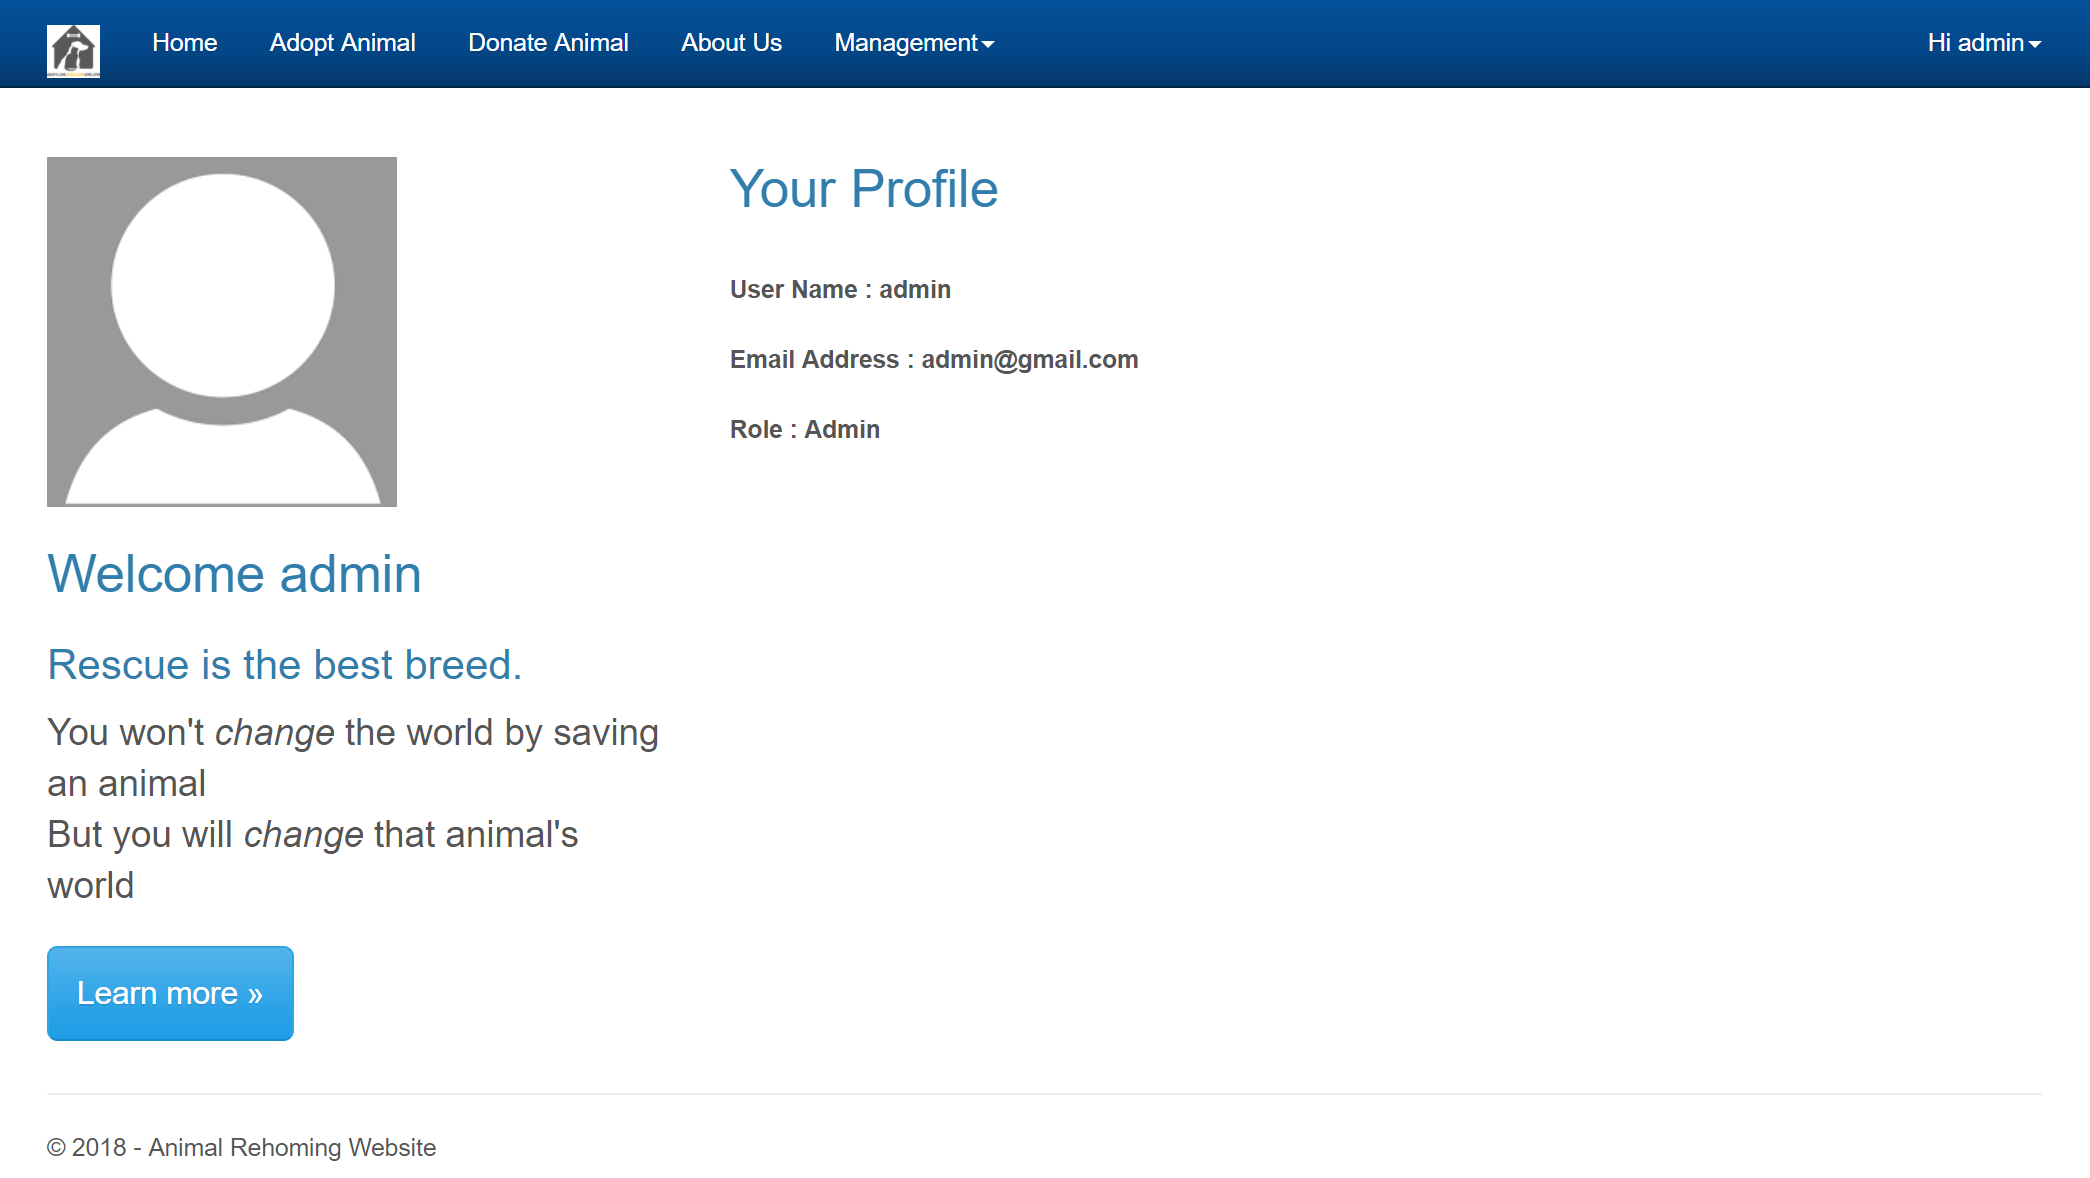 Home Adopt Animal Donate Animal About Us Management Hi admin
Your Profile
User Name : admin
Email Address : admin@gmail.com
Role : Admin
Welcome admin
Rescue is the best breed.
You won't change the world by saving
an animal
But you will change that animal's
world
Learn more »
© 2018 - Animal Rehoming Website